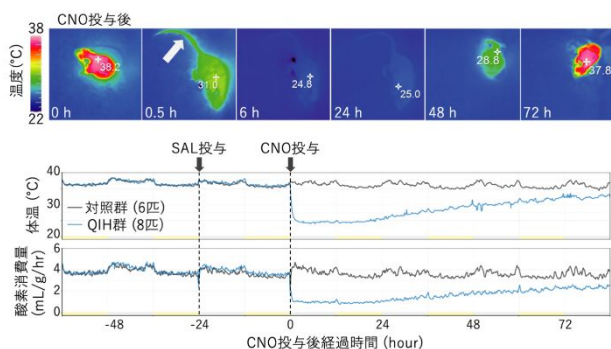 CNO投与後
38
温度(°C)
22
38.2
0 h
31.0
0.5 h
24.8
6 h
25.0
24 h
28.8
48 h
37.8
72 h
SAL投与
CNO投与
体温 (°C)
40
30
20
対照群 (6匹)
QIH群 (8匹)
酸素消費量
(mL/g/hr)
6
4
2
0
-48
-24
0
24
48
72
CNO投与後経過時間 (hour)